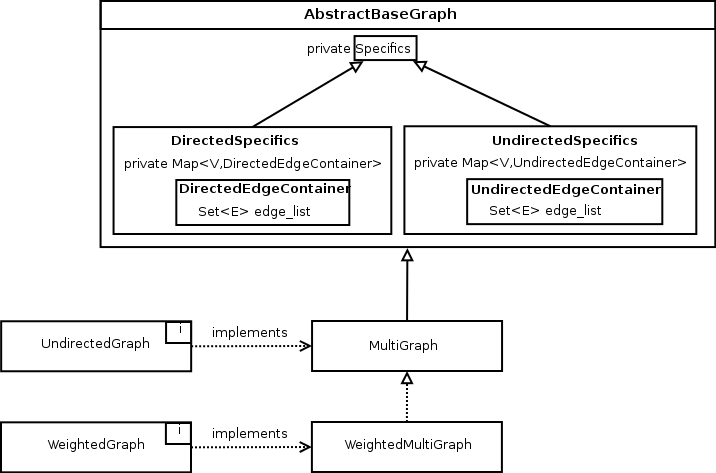 AbstractBaseGraph
private Specifics
DirectedSpecifics
private Map<V,DirectedEdgeContainer>
DirectedEdgeContainer
Set<E> edge_list
UndirectedSpecifics
private Map<V,UndirectedEdgeContainer>
UndirectedEdgeContainer
Set<E> edge_list
i
UndirectedGraph
implements
MultiGraph
i
WeightedGraph
implements
WeightedMultiGraph